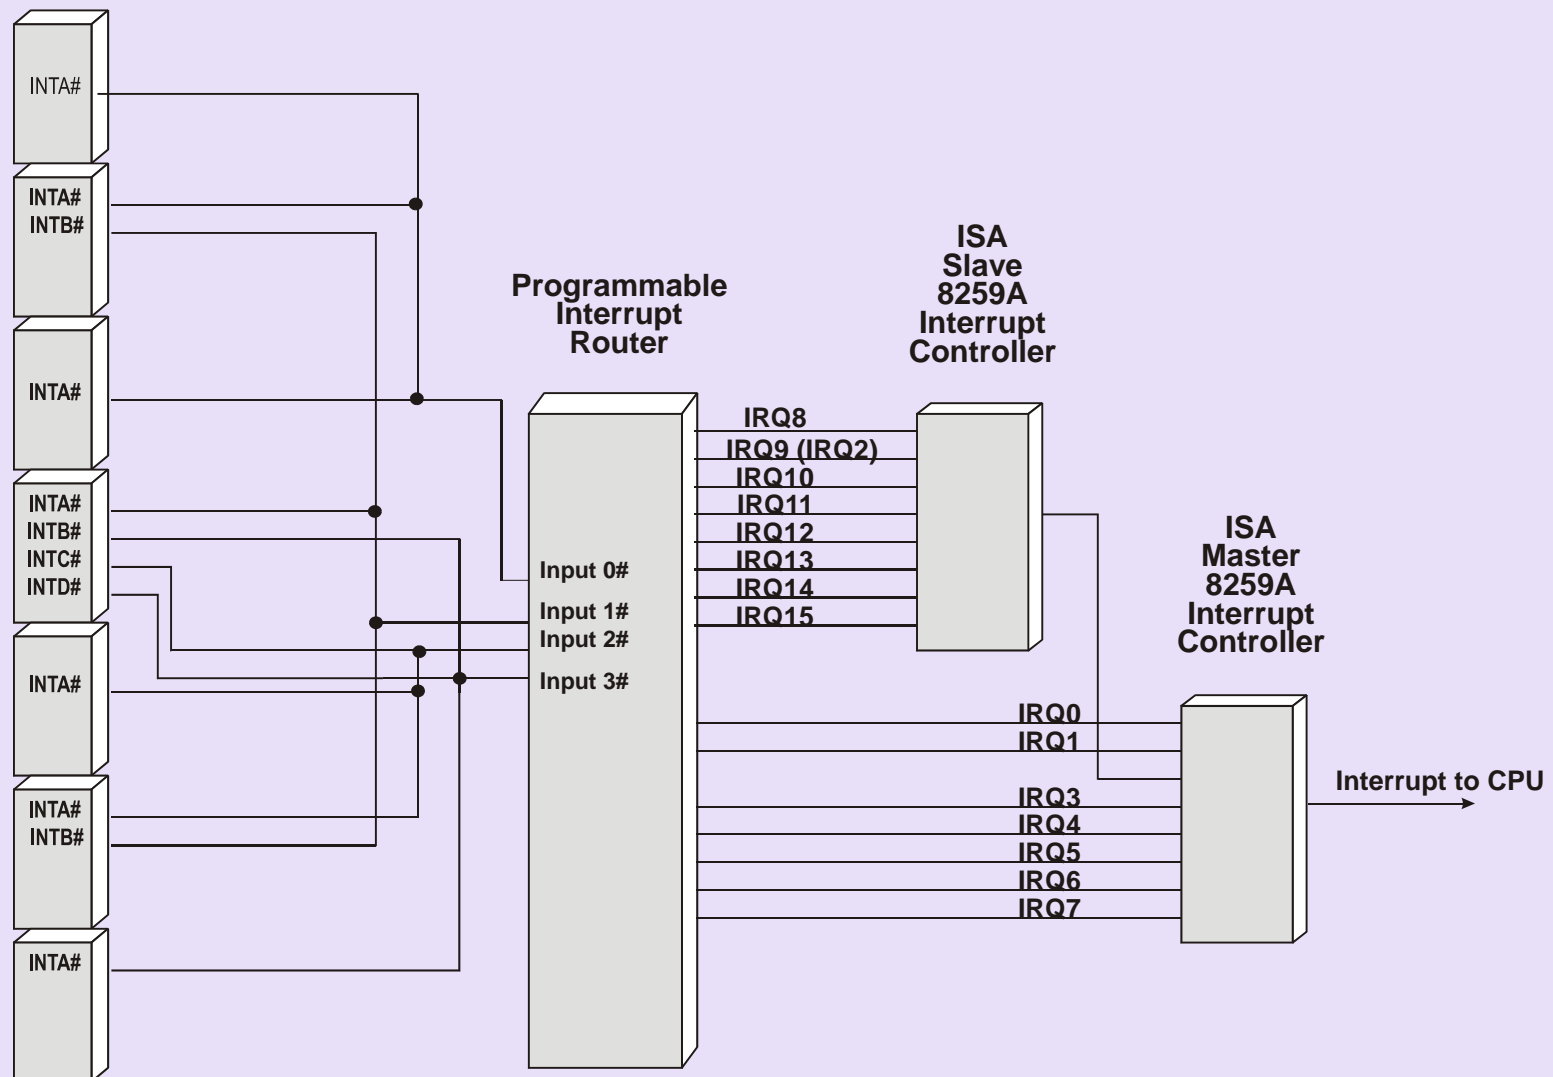 INTA#
INTA#
INTB#
INTA#
INTA#
INTB#
INTC#
INTD#
INTA#
INTA#
INTB#
INTA#
Programmable
Interrupt
Router
Input 0#
Input 1#
Input 2#
Input 3#
ISA
Slave
8259A
Interrupt
Controller
IRQ8
IRQ9 (IRQ2)
IRQ10
IRQ11
IRQ12
IRQ13
IRQ14
IRQ15
ISA
Master
8259A
Interrupt
Controller
IRQ0
IRQ1
IRQ3
IRQ4
IRQ5
IRQ6
IRQ7
Interrupt to CPU